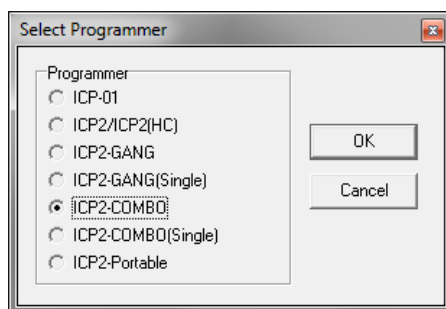 Select Programmer
Programmer
ICP-01
ICP2/ICP2(HC)
ICP2-GANG
ICP2-GANG(Single)
ICP2-COMBO
ICP2-COMBO(Single)
ICP2-Portable
OK
Cancel